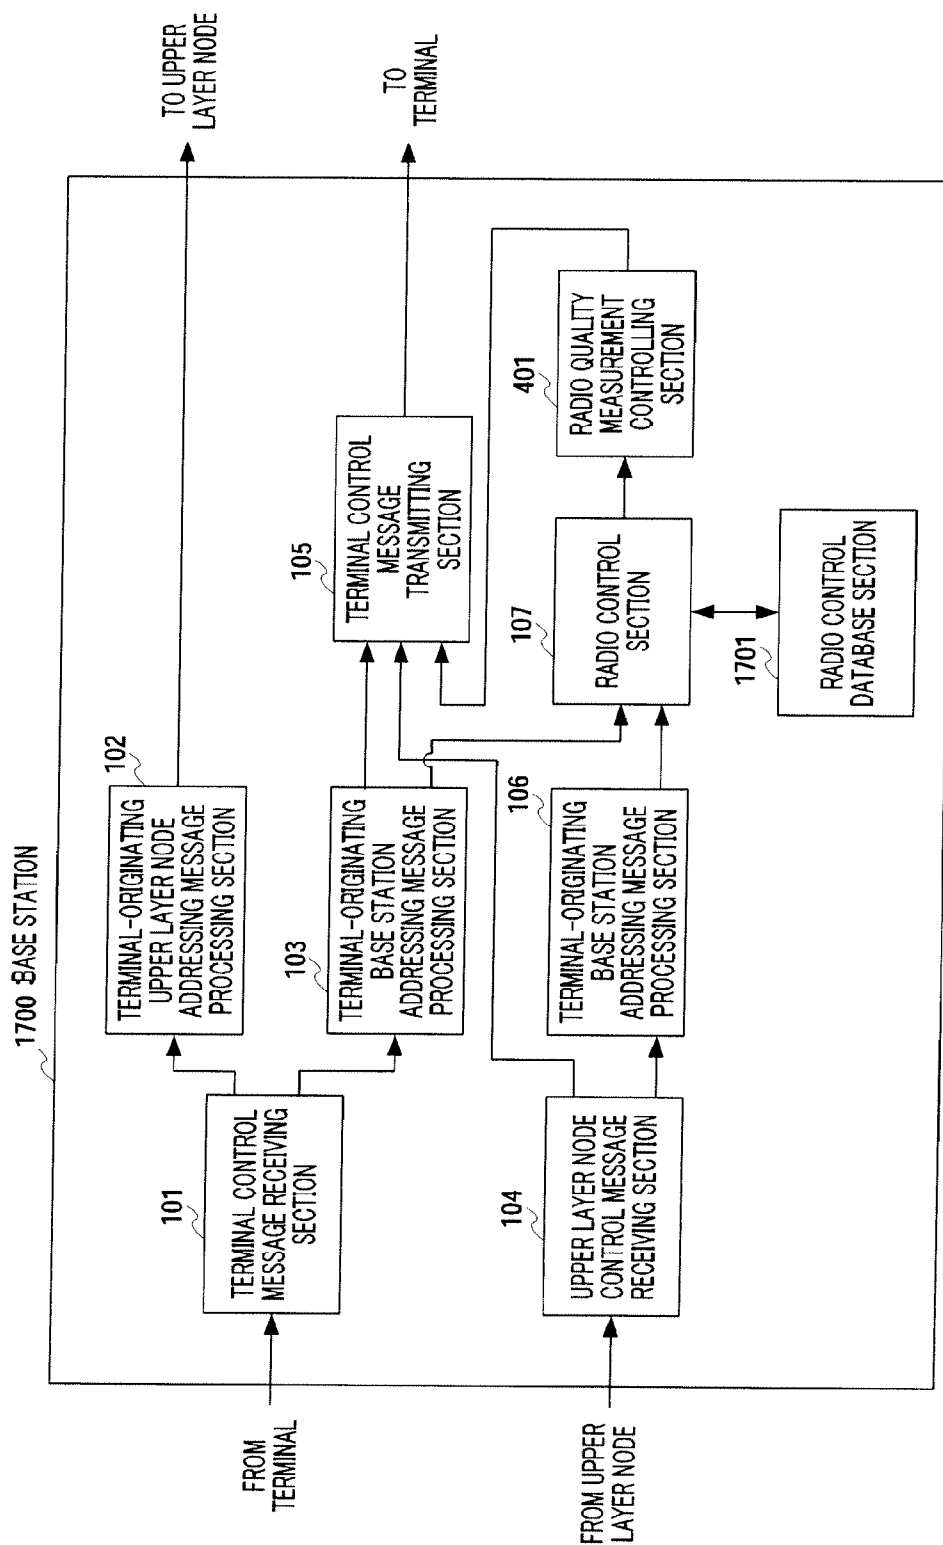 1700 BASE STATION
FROM
TERMINAL
101
TERMINAL CONTROL
MESSAGE RECEIVING
SECTION
102
TERMINAL-ORIGINATING
UPPER LAYER NODE
ADDRESSING MESSAGE
PROCESSING SECTION
TO UPPER
LAYER NODE
103
TERMINAL-ORIGINATING
BASE STATION
ADDRESSING MESSAGE
PROCESSING SECTION
105
TERMINAL CONTROL
MESSAGE
TRANSMITTING
SECTION
TO
TERMINAL
FROM UPPER
LAYER NODE
104
UPPER LAYER NODE
CONTROL MESSAGE
RECEIVING SECTION
106
TERMINAL-ORIGINATING
BASE STATION
ADDRESSING MESSAGE
PROCESSING SECTION
107
RADIO CONTROL
SECTION
401
RADIO QUALITY
MEASUREMENT
CONTROLLING
SECTION
1701
RADIO CONTROL
DATABASE SECTION